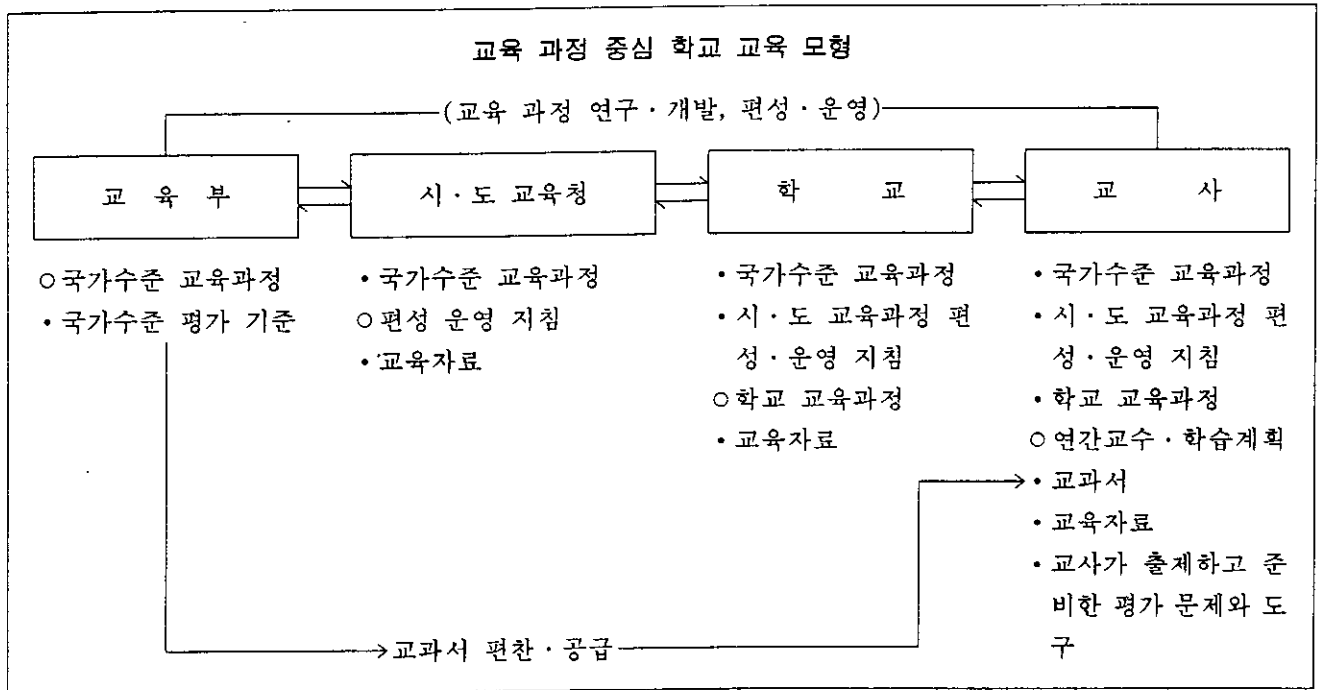 교육 과정 중심 학교 교육 모형
(교육 과정 연구·개발, 편성·운영)
교 육 부
시·도 교육청
학 교
교 사
○국가수준 교육과정
• 국가수준 평가 기준
• 국가수준 교육과정
○편성 운영 지침
• 교육자료
• 국가수준 교육과정
• 시·도 교육과정 편
성·운영 지침
○학교 교육과정
• 교육자료
• 국가수준 교육과정
• 시·도 교육과정 편
성·운영 지침
• 학교 교육과정
○연간교수·학습계획
• 교과서
• 교육자료
• 교사가 출제하고 준
비한 평가 문제와 도
구
교과서 편찬·공급